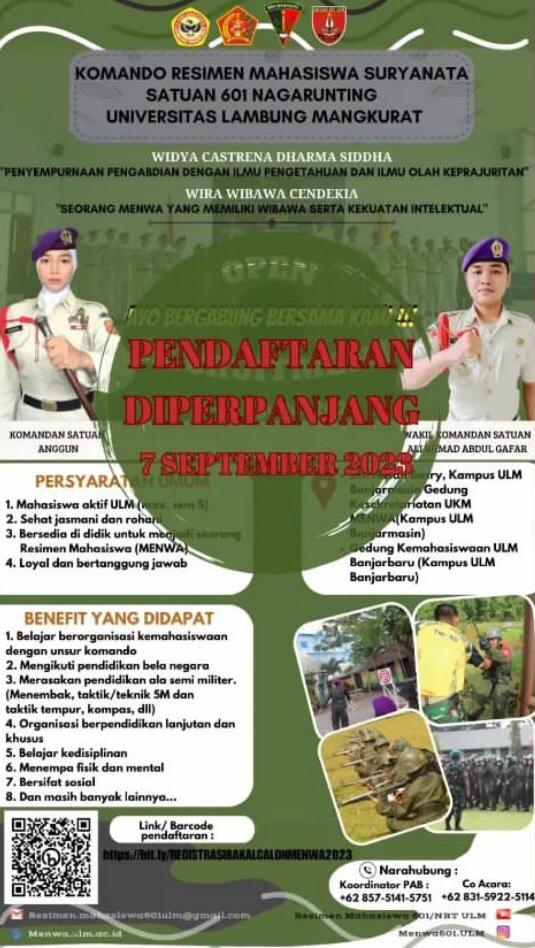 KOMANDO RESIMEN MAHASISWA SURYANATA
SATUAN 601 NAGARUNTING
UNIVERSITAS LAMBUNG MANGKURAT
WIDYA CASTRENA DHARMA SIDDHA
"PENYEMPURNAAN PENGABDIAN DENGAN ILMU PENGETAHUAN DAN ILMU OLAH KEPRAJURITAN"
WIRA WIBAWA CENDEKIA
"SEORANG MENWA YANG MEMILIKI WIBAWA SERTA KEKUATAN INTELEKTUAL"
OPEN
AYO BERGABUNG BERSAMA KAMI !!!
PENDAFTARAN
DIPERPANJANG
7 SEPTEMBER 2023
KOMANDAN SATUAN
ANGGUN
WAKIL KOMANDAN SATUAN
ALI AHMAD ABDUL GAFAR
PERSYARATAN UMUM
1. Mahasiswa aktif ULM (mas. sem 5)
2. Sehat jasmani dan rohani
3. Bersedia di didik untuk menjadi seorang
Resimen Mahasiswa (MENWA)
4. Loyal dan bertanggung jawab
Basry, Kampus ULM
Banjarmasin Gedung
Kesekretariatan UKM
MENWA(Kampus ULM
Banjarmasin)
Gedung Kemahasiswaan ULM
Banjarbaru (Kampus ULM
Banjarbaru)
BENEFIT YANG DIDAPAT
1. Belajar berorganisasi kemahasiswaan
dengan unsur komando
2. Mengikuti pendidikan bela negara
3. Merasakan pendidikan ala semi militer.
(Menembak, taktik/teknik 5M dan
taktik tempur, kompas, dll)
4. Organisasi berpendidikan lanjutan dan
khusus
5. Belajar kedisiplinan
6. Menempa fisik dan mental
7. Bersifat sosial
8. Dan masih banyak lainnya...
Link/ Barcode
pendaftaran :
https://bit.ly/REGISTRASIBAKALCALONMENWA2023
Narahubung :
Koordinator PAB :
+62 857-5141-5751
Co Acara:
+62 831-5922-5114
Resimen.mahasiswa601ulm@gmail.com
Menwa.ulm.ac.id
Resimen Mahasiswa 601/NRT ULM
Menwa601.ULM